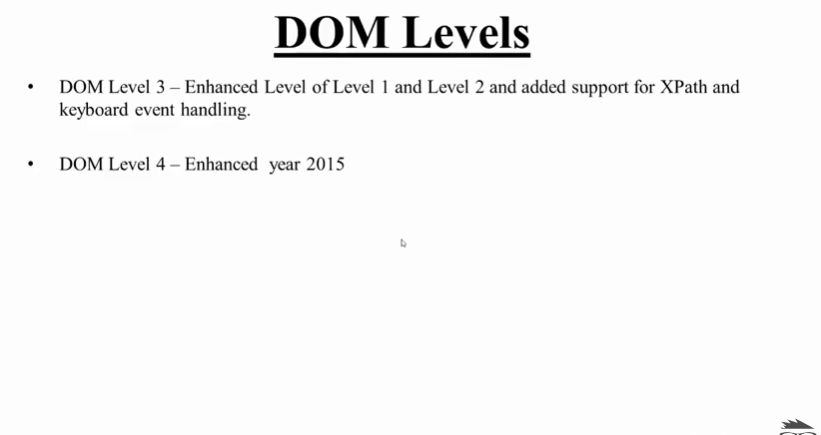 DOM Levels
• DOM Level 3 – Enhanced Level of Level 1 and Level 2 and added support for XPath and
keyboard event handling.
• DOM Level 4 – Enhanced  year 2015